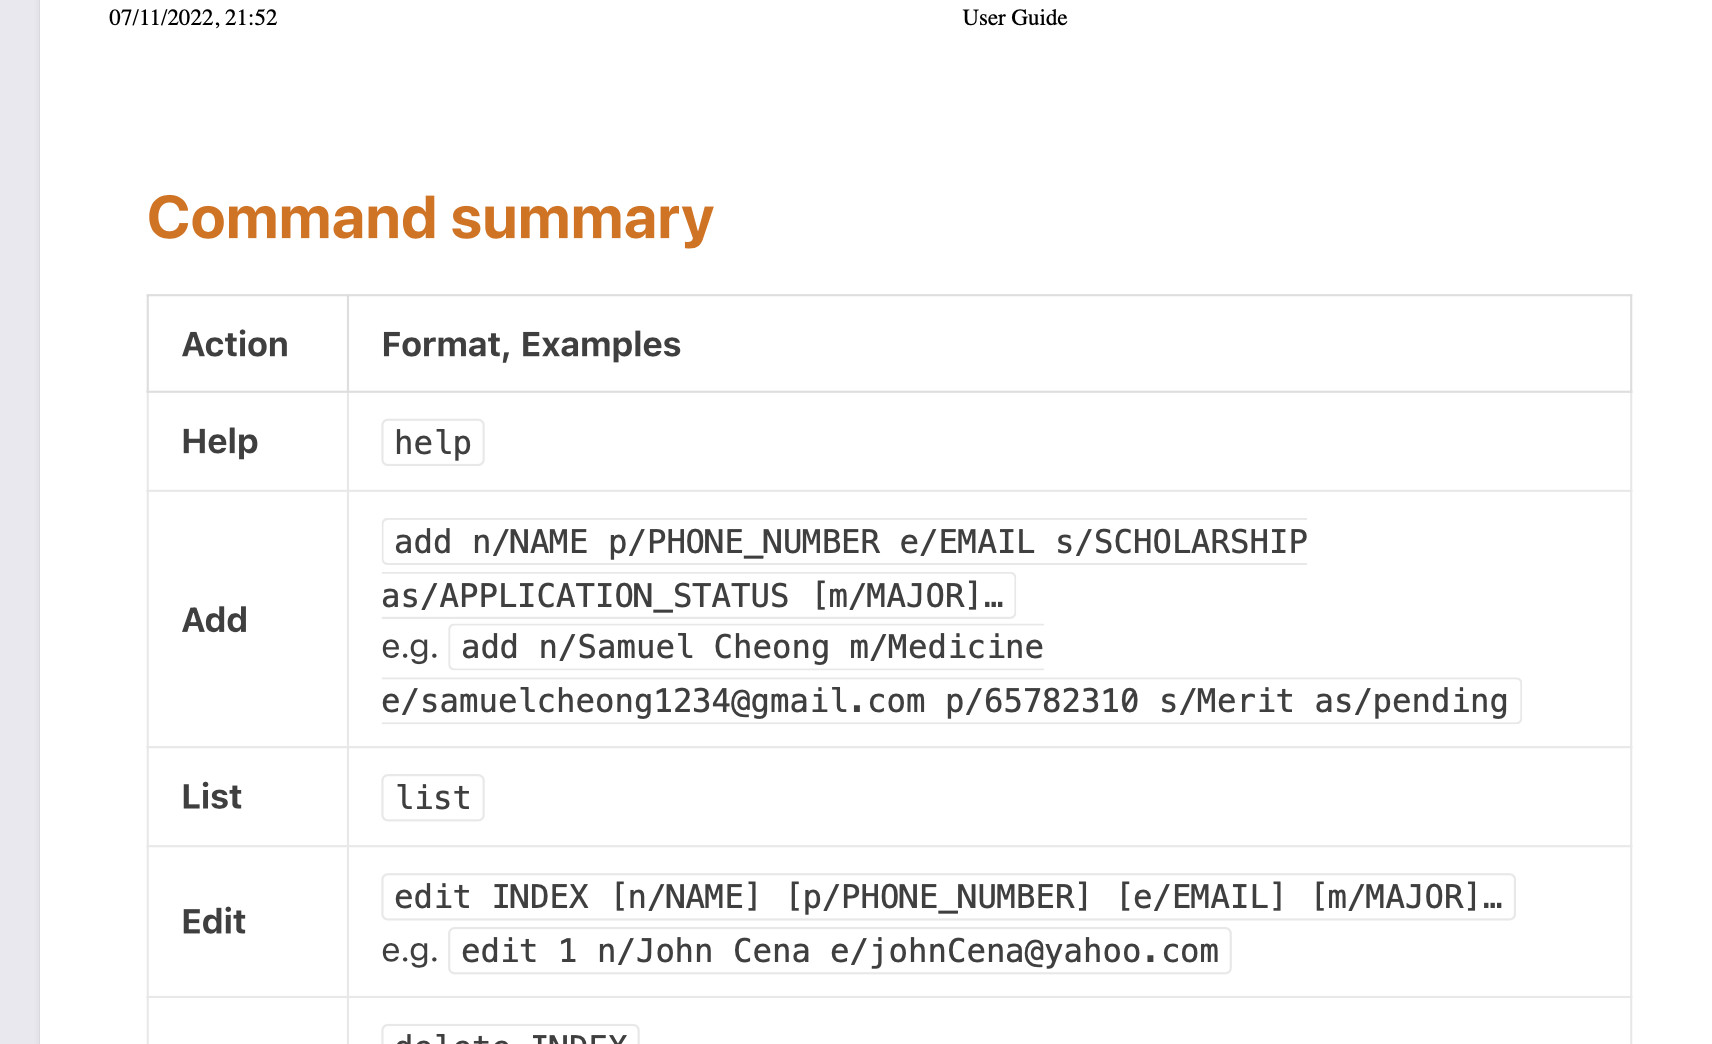 07/11/2022, 21:52 User Guide
Command summary
Action Format, Examples
Help help
add n/NAME p/PHONE_NUMBER e/EMAIL s/SCHOLARSHIP
as/APPLICATION_STATUS [m/MAJOR]…
Add
e.g. add n/Samuel Cheong m/Medicine
e/samuelcheong1234@gmail.com p/65782310 s/Merit as/pending
List list
edit INDEX [n/NAME] [p/PHONE_NUMBER] [e/EMAIL] [m/MAJOR]…
Edit
e.g. edit 1 n/John Cena e/johnCena@yahoo.com
delete INDEX